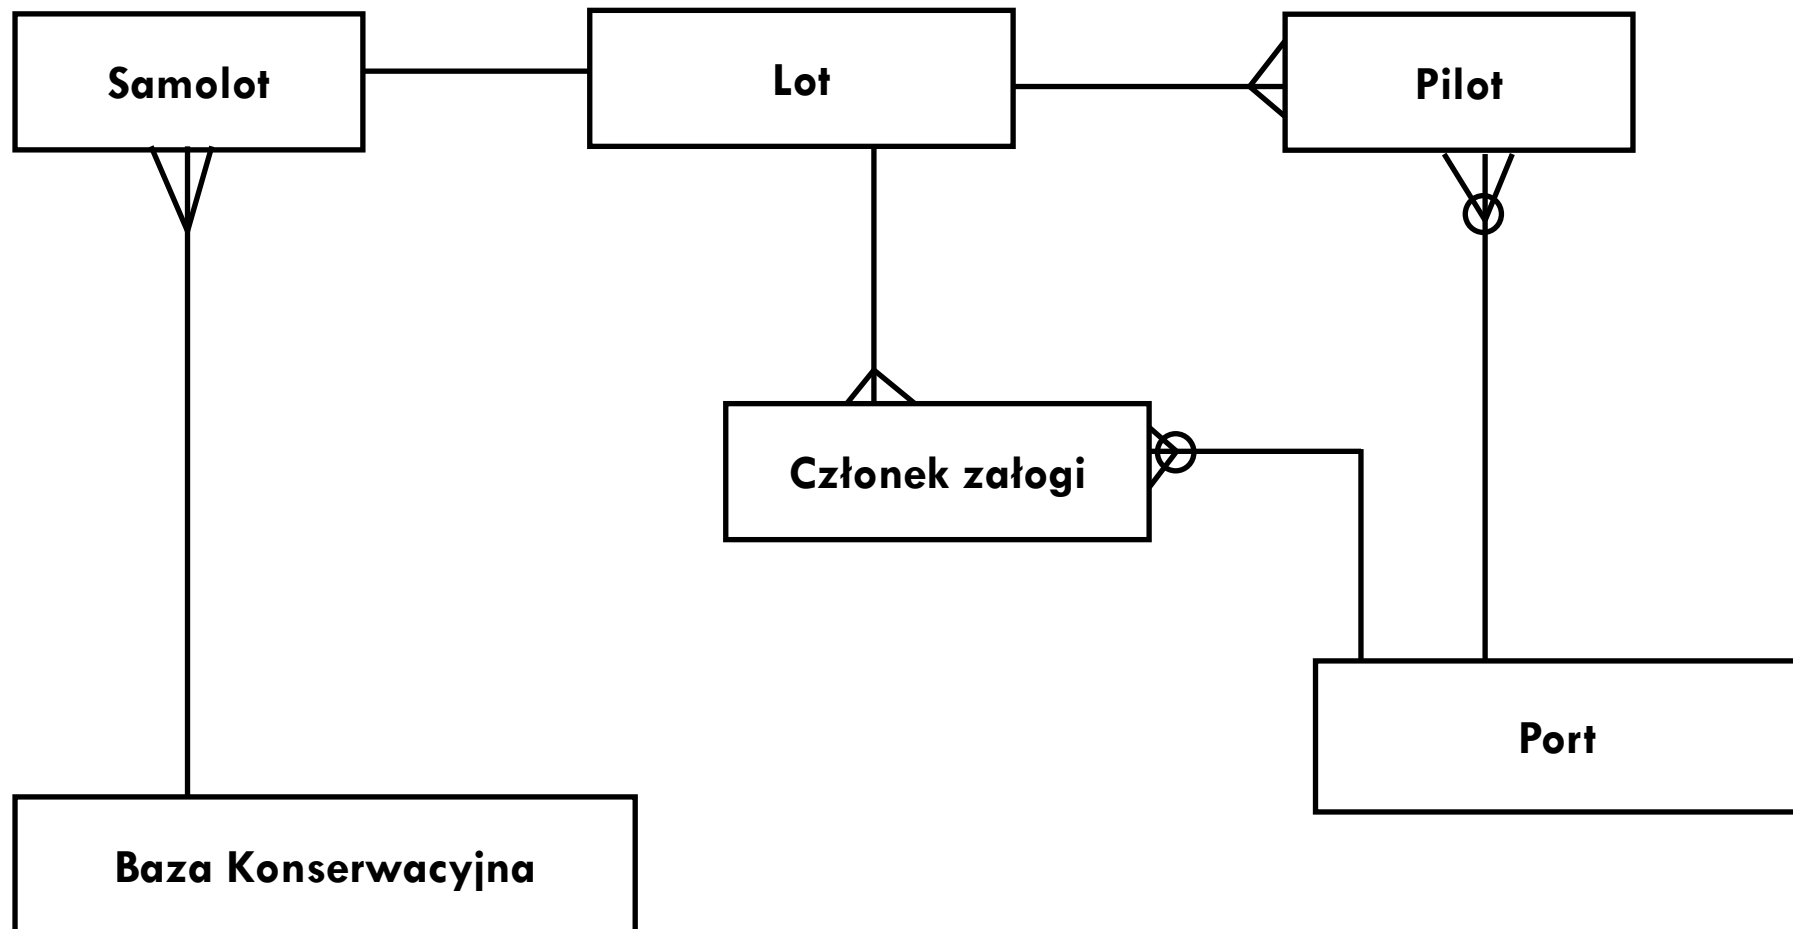 Samolot
Lot
Pilot
Członek załogi
Port
Baza Konserwacyjna